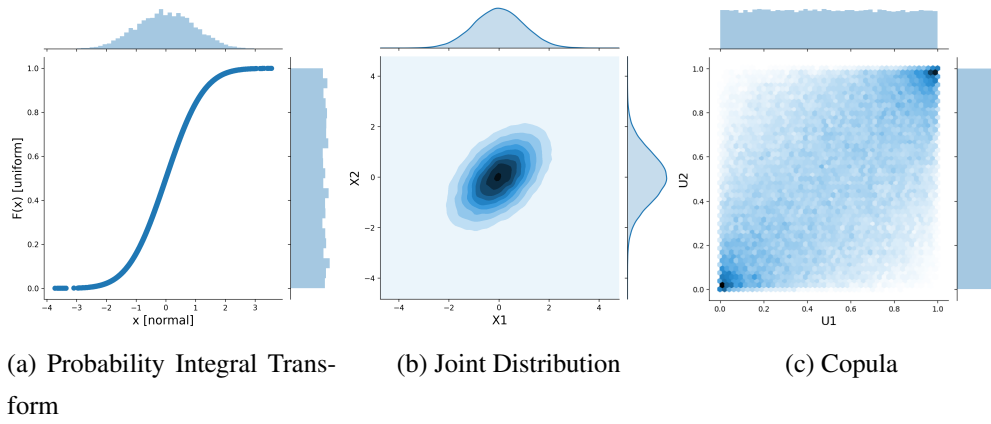 1.0
0.8
0.6
0.4
0.2
0.0
F(x) [uniform]
−4 −3 −2 −1 0 1 2 3
x [normal]
4
2
0
−2
−4
X2
−4 −2 0 2 4
X1
1.0
0.8
0.6
0.4
0.2
0.0
U2
0.0 0.2 0.4 0.6 0.8 1.0
U1
(a) Probability Integral Trans-
form
(b) Joint Distribution
(c) Copula